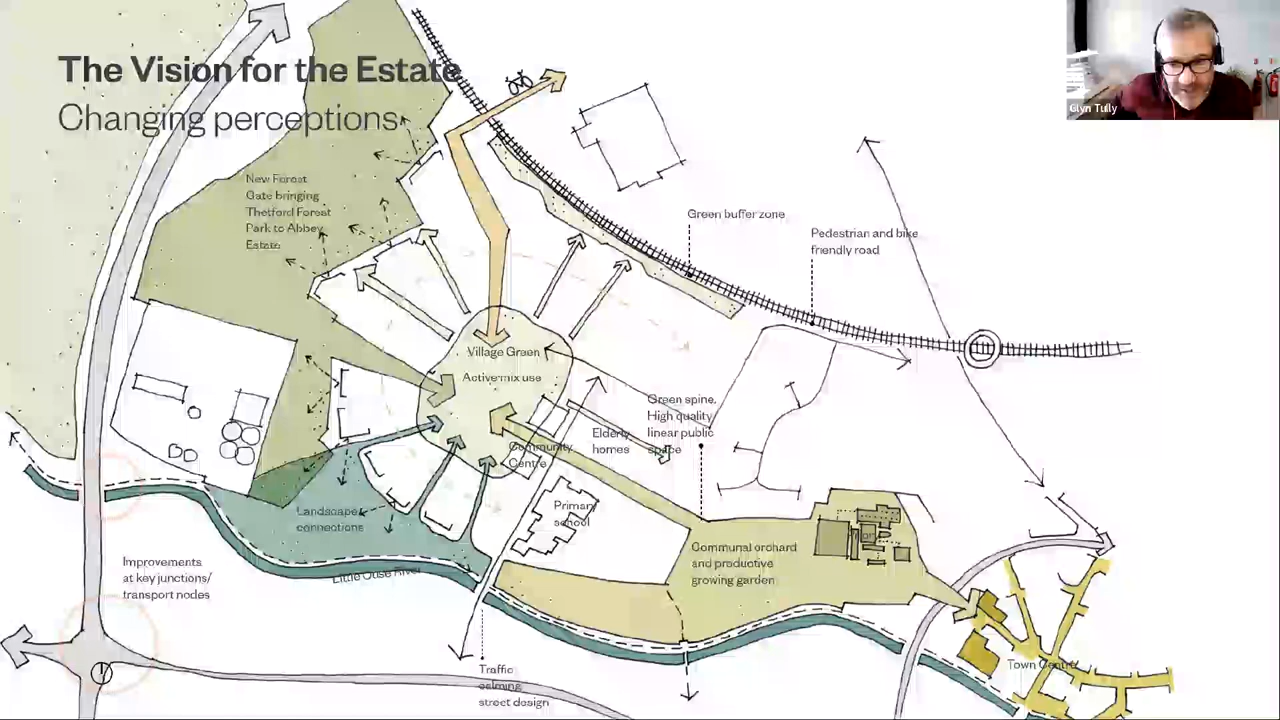 The Vision for the Estate
Changing perceptions
Glyn Tully
New Forest
Gate bringing
Thetford Forest
Park to Abbey
Estate
Green buffer zone
Pedestrian and bike
friendly road
Village Green
Active mix use
Green spine.
High quality
linear public
space
Elderly
homes
Community
Centre
Primary
school
Landscape
connections
Communal orchard
and productive
growing garden
Improvements
at key junctions/
transport nodes
Little Ouse River
Town Centre
Traffic
calming
street design